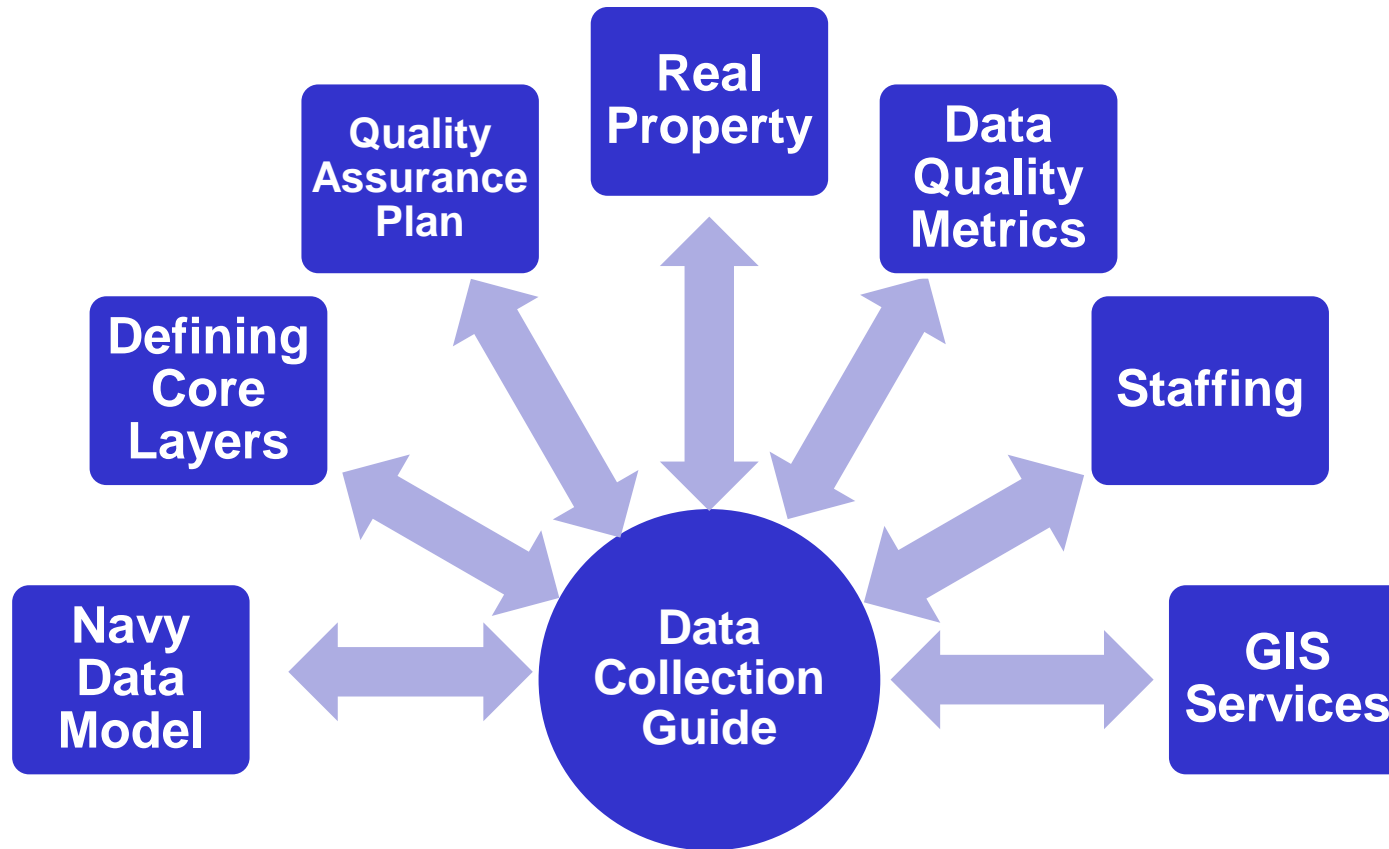 Real
Property
Quality
Assurance
Plan
Data
Quality
Metrics
Defining
Core
Layers
Staffing
Navy
Data
Model
Data
Collection
Guide
GIS
Services